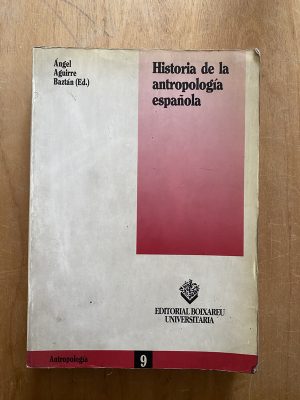 Ángel
Aguirre
Baztán (Ed.)
Historia de la
antropología
española
EDITORIAL BOIXAREU
UNIVERSITARIA
Antropología
9